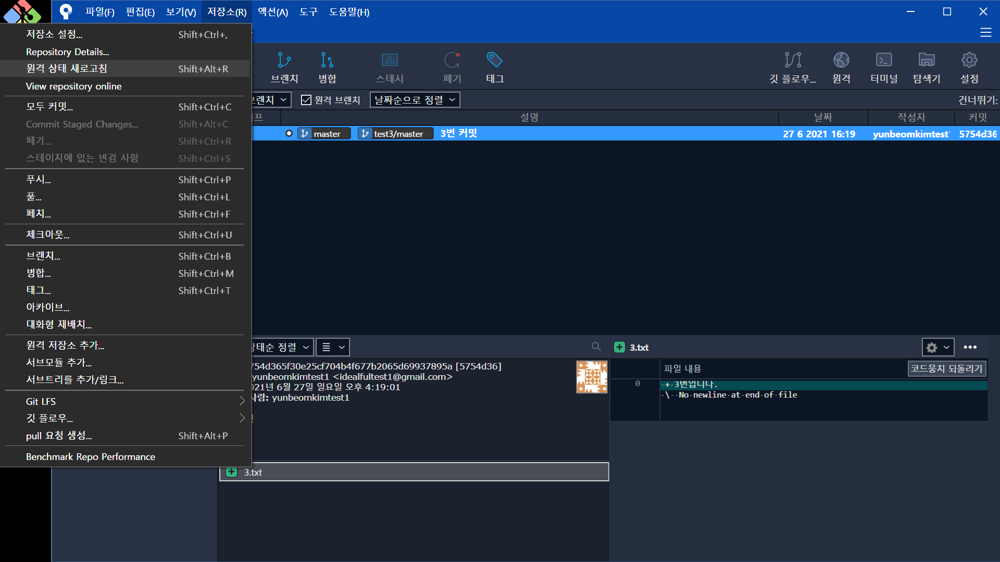 파일(F) 편집(E) 보기(V) 저장소(R) 액션(A) 도구 도움말(H)
저장소 설정... Shift+Ctrl+,
Repository Details...
원격 상태 새로고침 Shift+Alt+R
View repository online
모두 커밋... Shift+Ctrl+C
Commit Staged Changes... Shift+Alt+C
폐기... Shift+Ctrl+R
스테이지에 있는 변경 사항 Shift+Ctrl+S
푸시... Shift+Ctrl+P
풀... Shift+Ctrl+L
페치... Shift+Ctrl+F
체크아웃... Shift+Ctrl+U
브랜치... Shift+Ctrl+B
병합... Shift+Ctrl+M
태그... Shift+Ctrl+T
아카이브...
대화형 재배치...
원격 저장소 추가...
서브모듈 추가...
서브트리를 추가/링크...
Git LFS
깃 플로우...
pull 요청 생성... Shift+Alt+P
Benchmark Repo Performance
브랜치 병합 스태시 폐기 태그 깃 플로우... 원격 터미널 탐색기 설정
랜치 원격 브랜치 날짜순으로 정렬 건너뛰기:
프 설명 날짜 작성자 커밋
master test3/master 3번 커밋 27 6 2021 16:19 yunbeomkimtest 5754d36
태순 정렬
754d365f30e25cf704b4f677b2065d69937895a [5754d36]
yunbeomkimtest1 <idealfultest1@gmail.com>
021년 6월 27일 일요일 오후 4:19:01
사람: yunbeomkimtest1
3.txt
3.txt
파일 내용 코드뭉치 되돌리기
0 + 3번입니다.
\ No newline at end of file